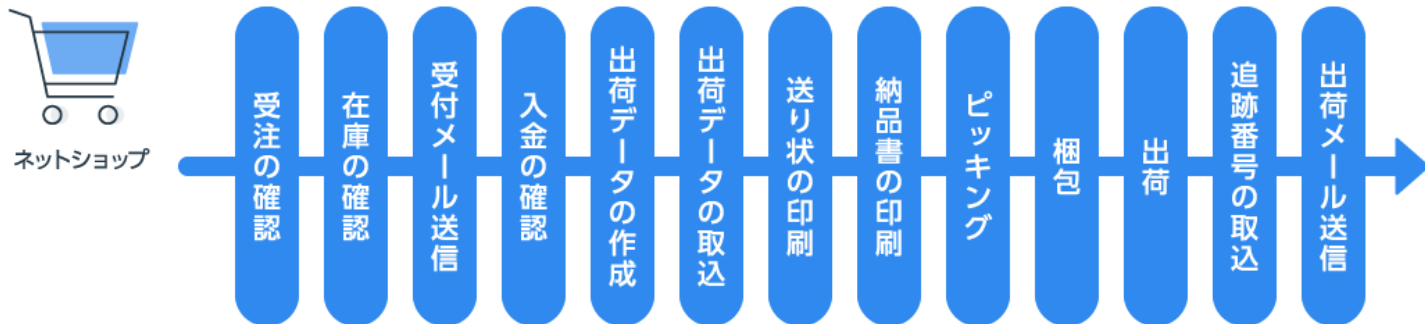 ネットショップ
受注の確認
在庫の確認
受付メール送信
入金の確認
出荷データの作成
出荷データの取込
送り状の印刷
納品書の印刷
ピッキング
梱包
出荷
追跡番号の取込
出荷メール送信